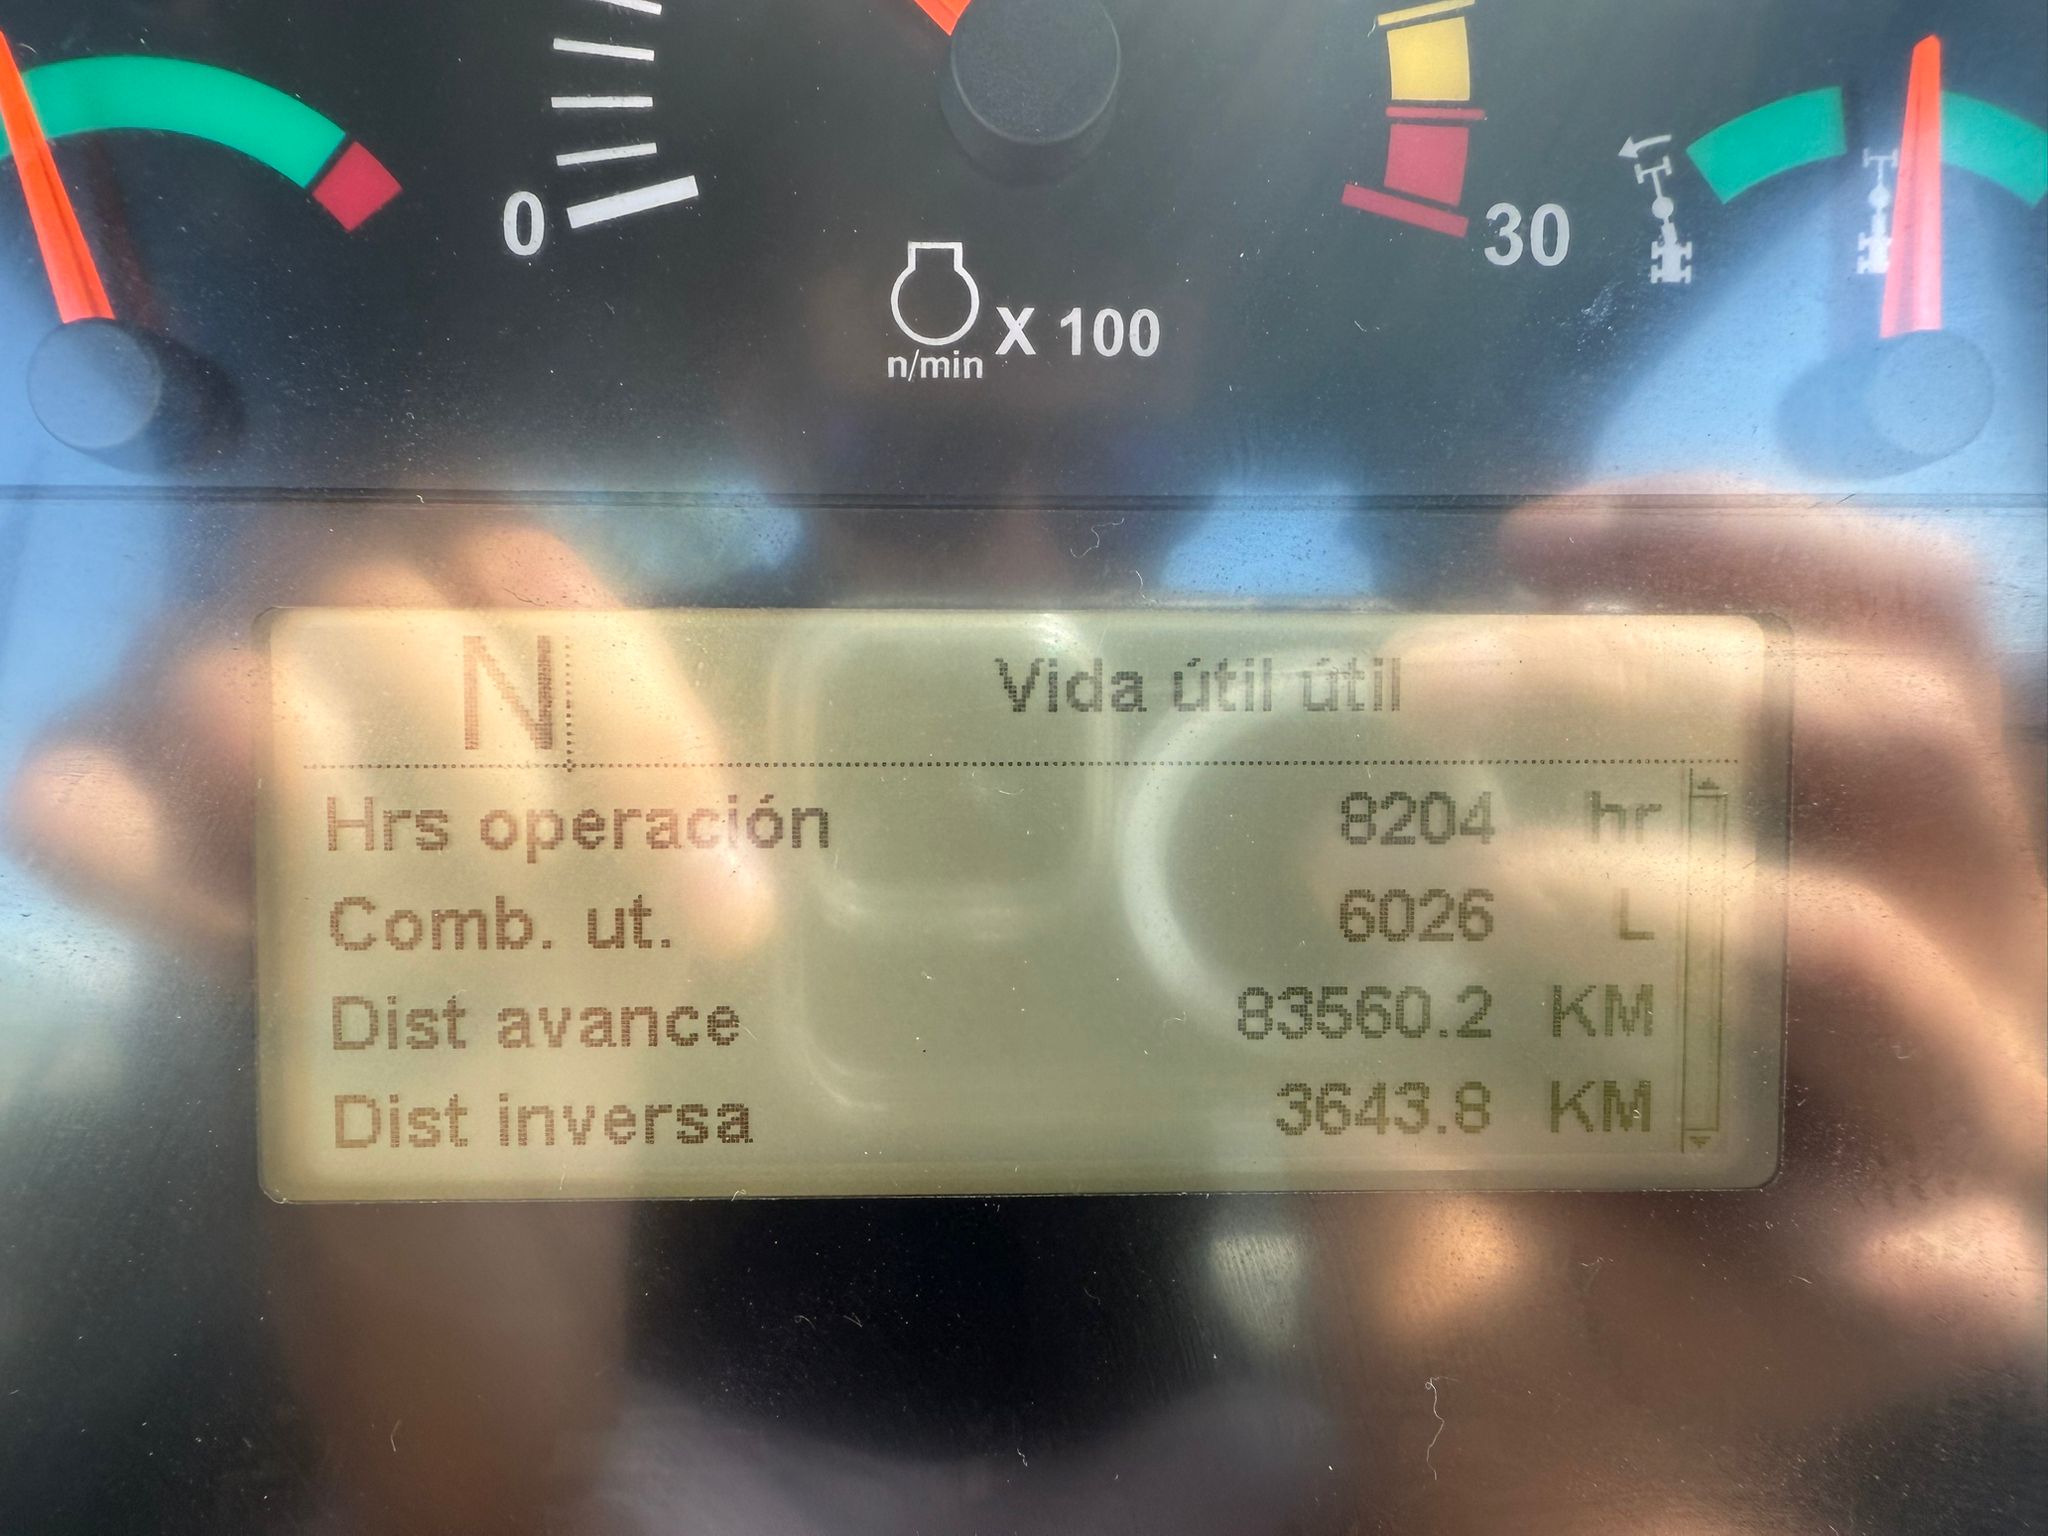 0
30
X 100
n/min
N
Vida útil útil
Hrs operación 8204 hr
Comb. ut. 6026 L
Dist avance 83560.2 KM
Dist inversa 3643.8 KM